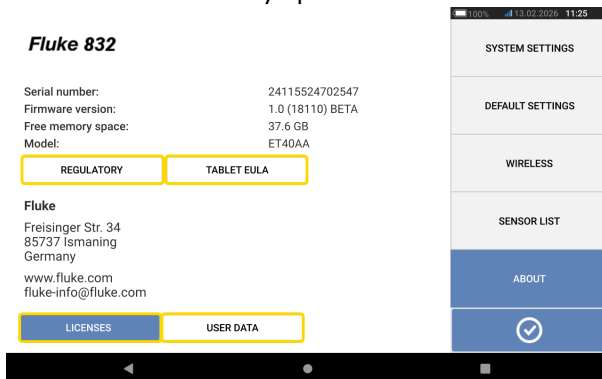 100% 13.02.2026 11:25
Fluke 832
Serial number: 24115524702547
Firmware version: 1.0 (18110) BETA
Free memory space: 37.6 GB
Model: ET40AA
REGULATORY TABLET EULA
Fluke
Freisinger Str. 34
85737 Ismaning
Germany
www.fluke.com
fluke-info@fluke.com
LICENSES USER DATA
SYSTEM SETTINGS
DEFAULT SETTINGS
WIRELESS
SENSOR LIST
ABOUT